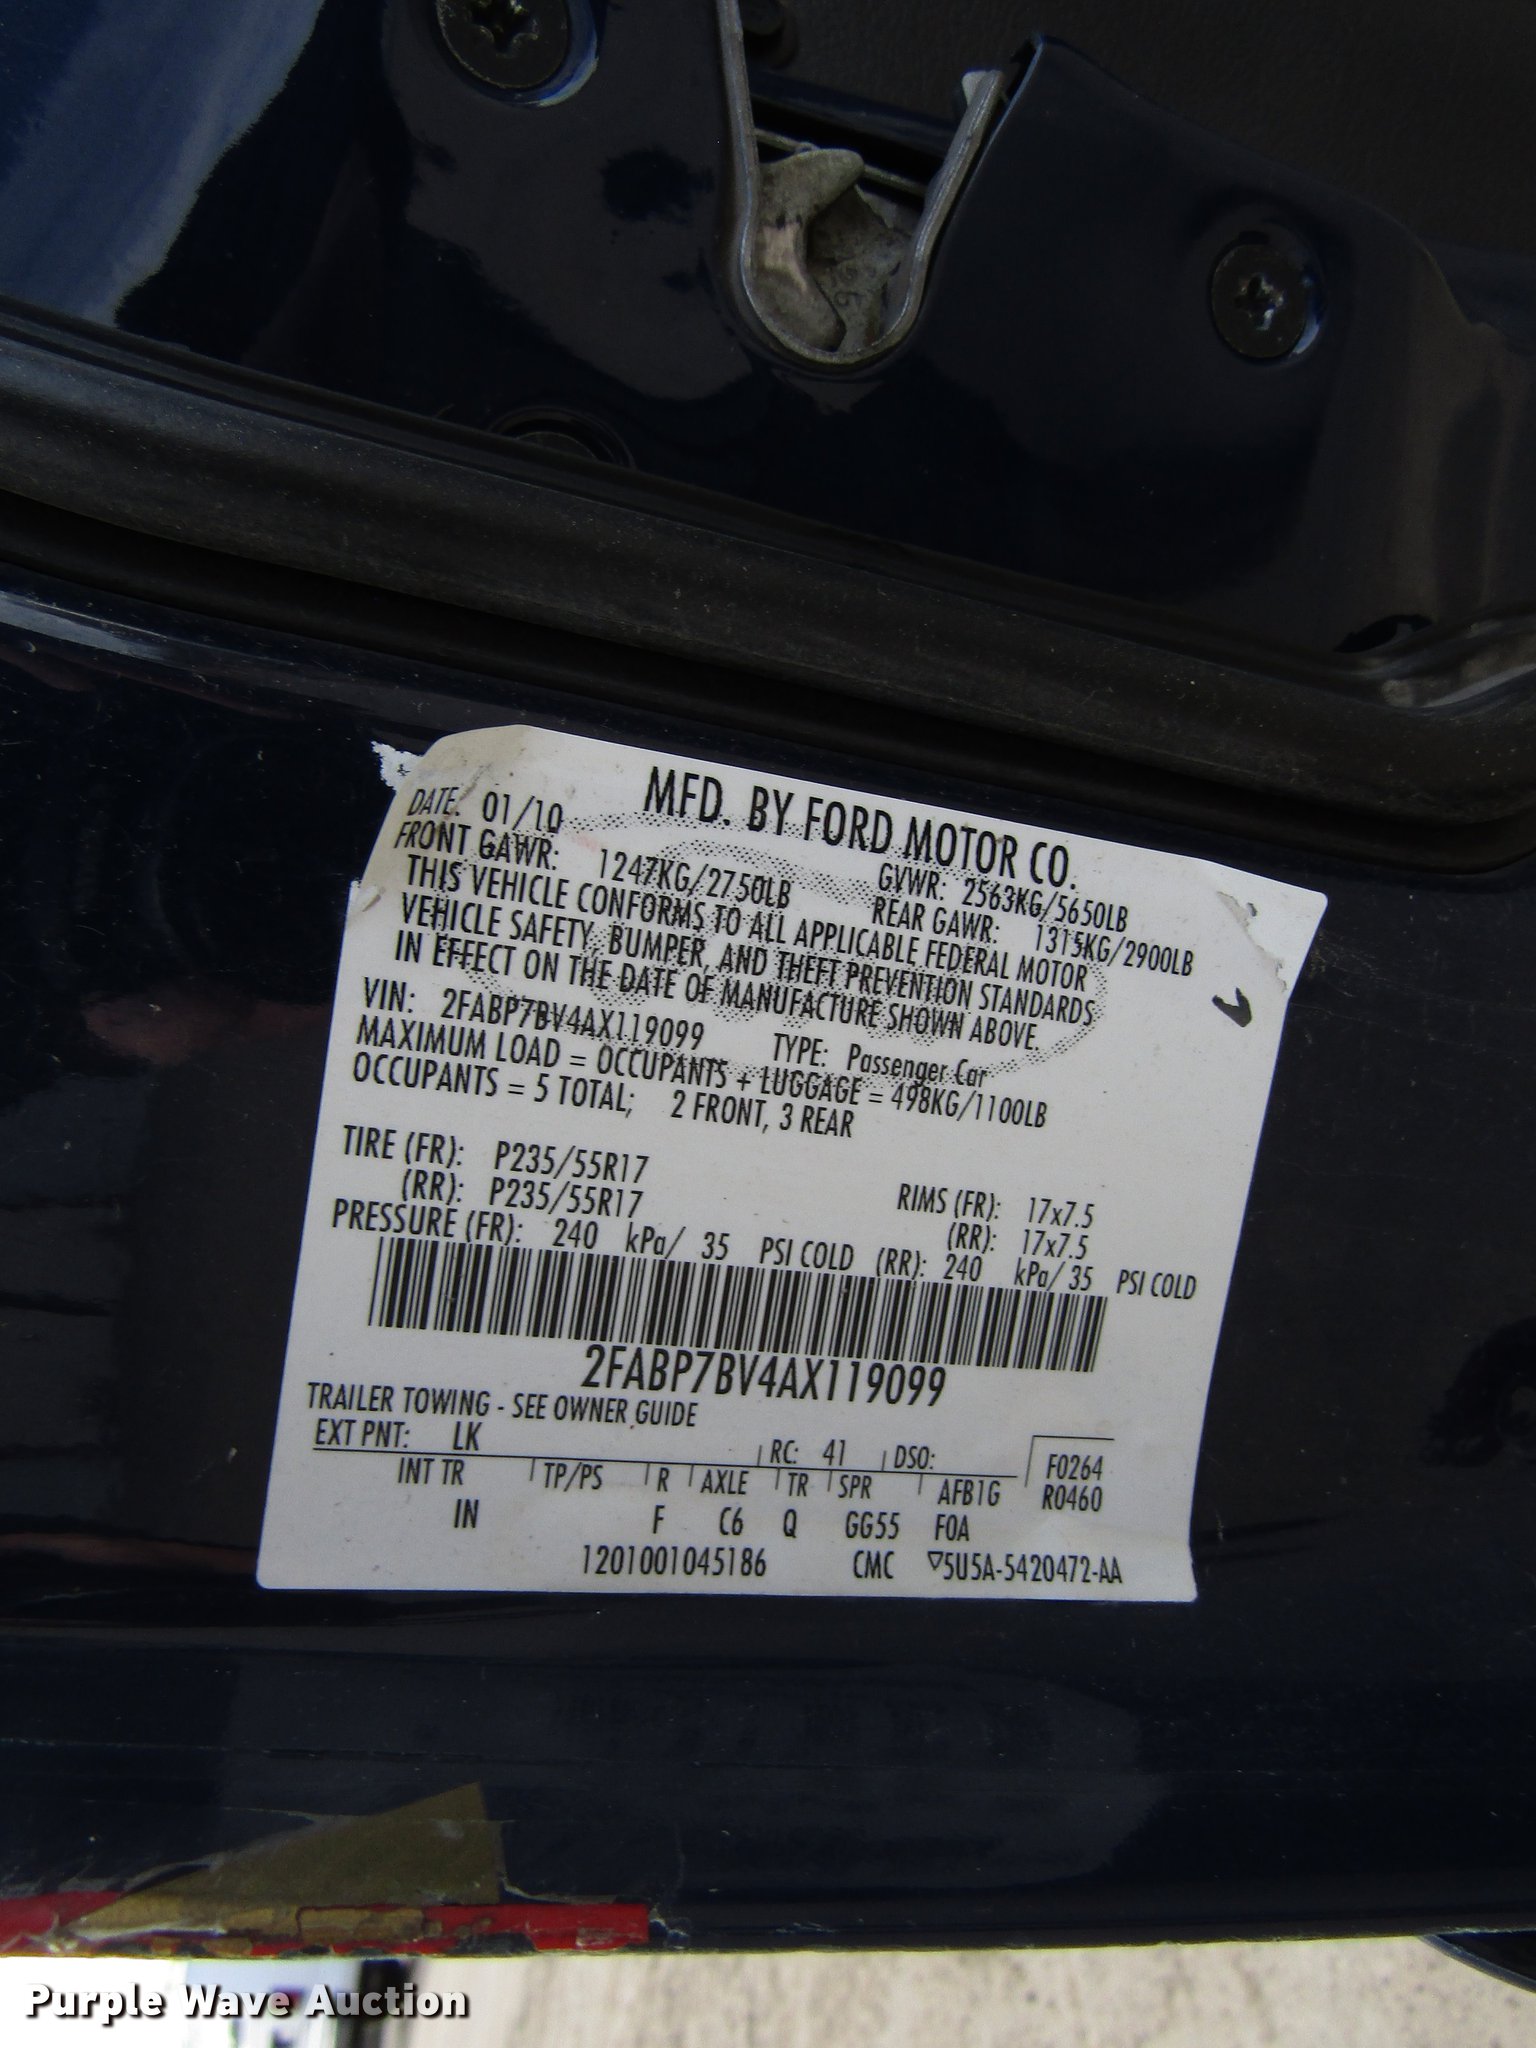 MFD. BY FORD MOTOR CO.
DATE. 01/10 GVWR: 2563KG/5650LB
FRONT GAWR: 1247KG/2750LB REAR GAWR: 1315KG/2900LB
THIS VEHICLE CONFORMS TO ALL APPLICABLE FEDERAL MOTOR
VEHICLE SAFETY, BUMPER, AND THEFT PREVENTION STANDARDS
IN EFFECT ON THE DATE OF MANUFACTURE SHOWN ABOVE.
VIN: 2FABP7BV4AX119099 TYPE: Passenger Car
MAXIMUM LOAD = OCCUPANTS + LUGGAGE = 498KG/1100LB
OCCUPANTS = 5 TOTAL; 2 FRONT, 3 REAR
TIRE (FR): P235/55R17 RIMS (FR): 17x7.5
(RR): P235/55R17 (RR): 17x7.5
PRESSURE (FR): 240 kPa/ 35 PSI COLD (RR): 240 kPa/ 35 PSI COLD
2FABP7BV4AX119099
TRAILER TOWING - SEE OWNER GUIDE
EXT PNT: LK RC: 41 DSO: F0264
INT TR TP/PS R AXLE TR SPR AFB1G R0460
IN F C6 Q GG55 F0A
1201001045186 CMC ▽5U5A-5420472-AA
Purple Wave Auction